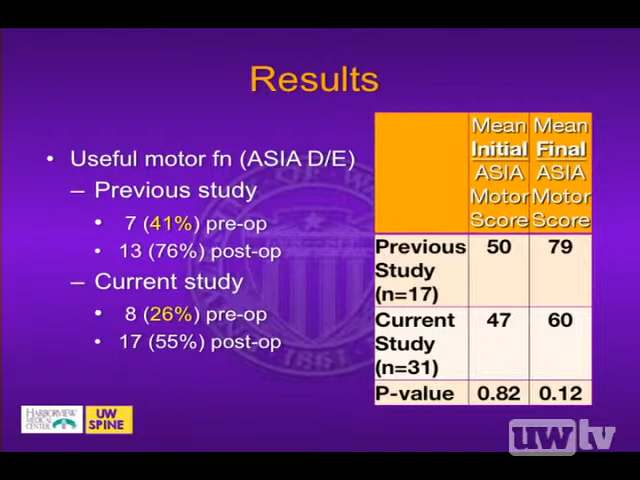 Results
• Useful motor fn (ASIA D/E)
– Previous study
• 7 (41%) pre-op
• 13 (76%) post-op
– Current study
• 8 (26%) pre-op
• 17 (55%) post-op
Mean Initial ASIA Motor Score
Mean Final ASIA Motor Score
Previous Study (n=17) 50 79
Current Study (n=31) 47 60
P-value 0.82 0.12
HARBORVIEW
MEDICAL
CENTER
UW
SPINE
uwtv
1861